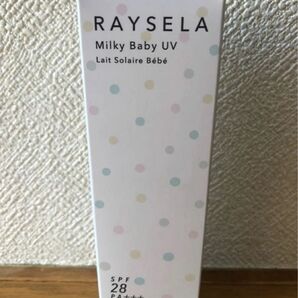 RAYSELA
Milky Baby UV
Lait Solaire Bébé
SPF
28
PA+++